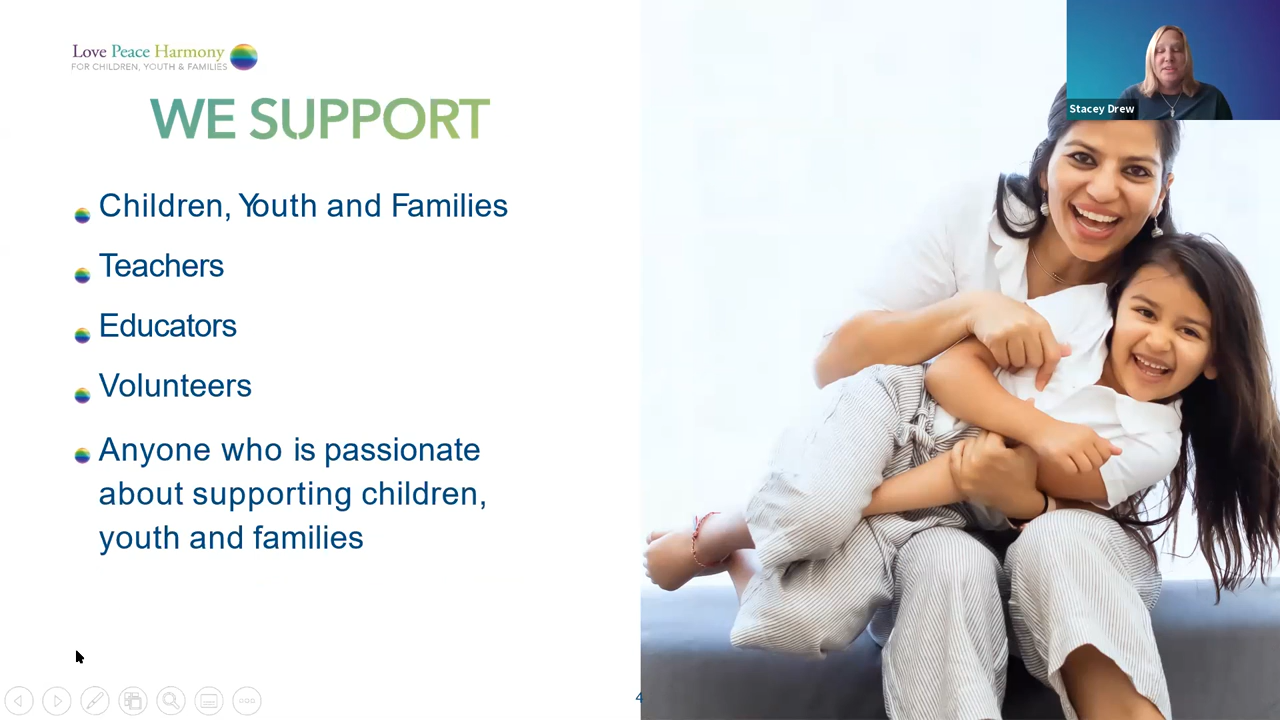 Love Peace Harmony
FOR CHILDREN, YOUTH & FAMILIES
WE SUPPORT
Children, Youth and Families
Teachers
Educators
Volunteers
Anyone who is passionate
about supporting children,
youth and families
Stacey Drew
4